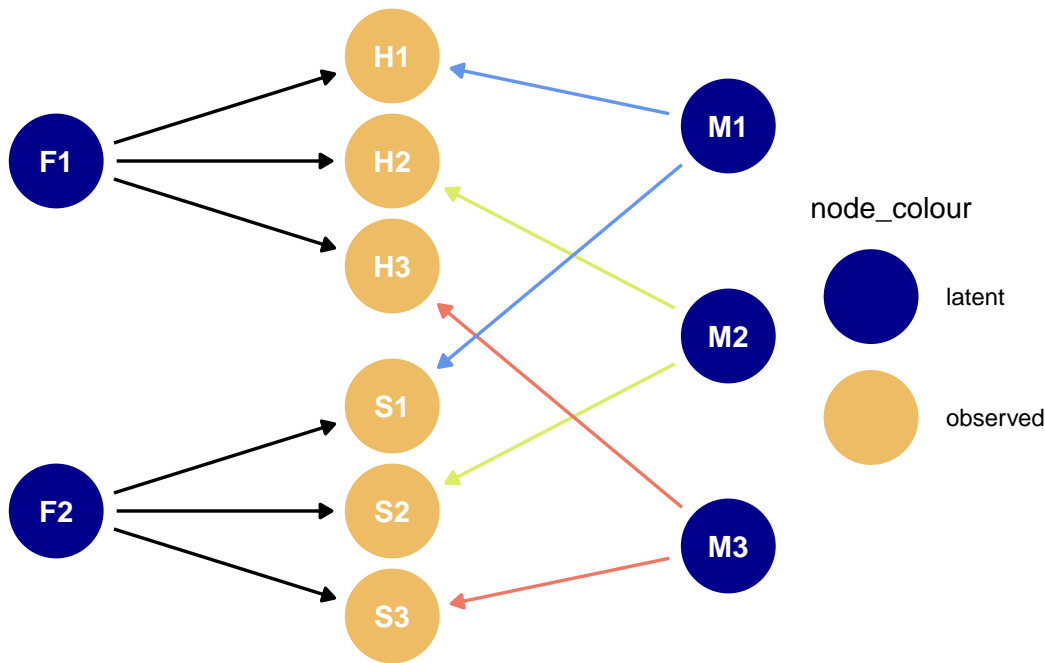 H1
M1
F1
H2
node_colour
H3
latent
M2
S1
observed
F2
S2
M3
S3